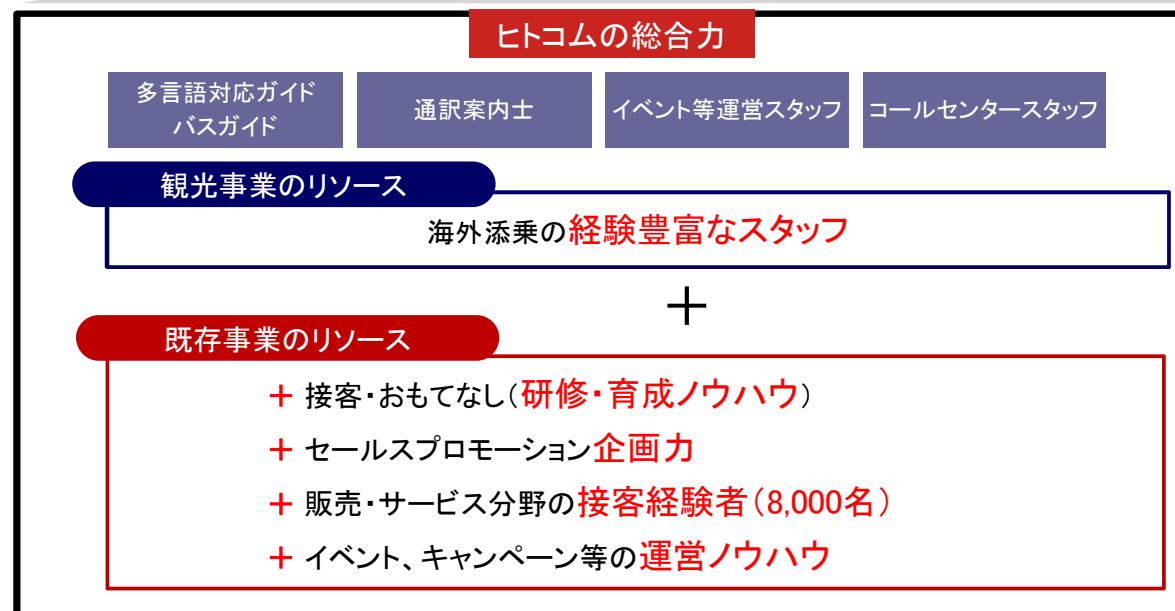 ヒトコムの総合力
多言語対応ガイド
バスガイド
通訳案内士
イベント等運営スタッフ
コールセンタースタッフ
観光事業のリソース
海外添乗の経験豊富なスタッフ
＋
既存事業のリソース
＋ 接客・おもてなし（研修・育成ノウハウ）
＋ セールスプロモーション企画力
＋ 販売・サービス分野の接客経験者（8,000名）
＋ イベント、キャンペーン等の運営ノウハウ